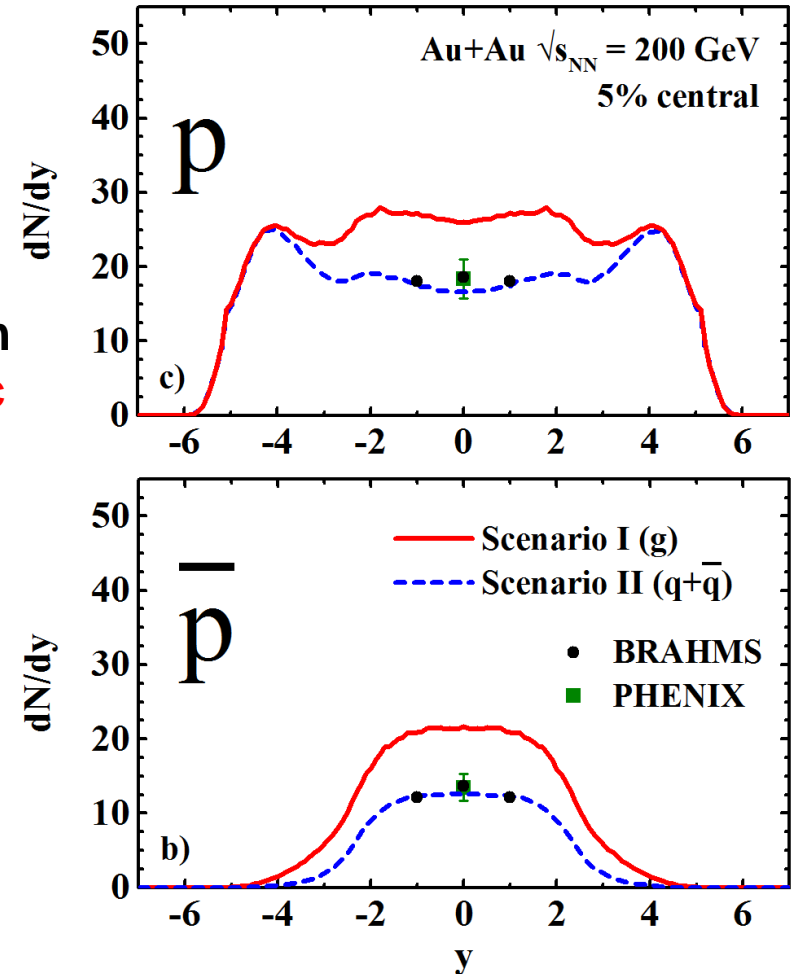 50
40
30
20
10
0
dN/dy
Au+Au √sNN = 200 GeV
5% central
p
c)
-6 -4 -2 0 2 4 6
n
c
50
40
30
20
10
0
dN/dy
p̅
Scenario I (g)
Scenario II (q+q̅)
BRAHMS
PHENIX
b)
-6 -4 -2 0 2 4 6
y